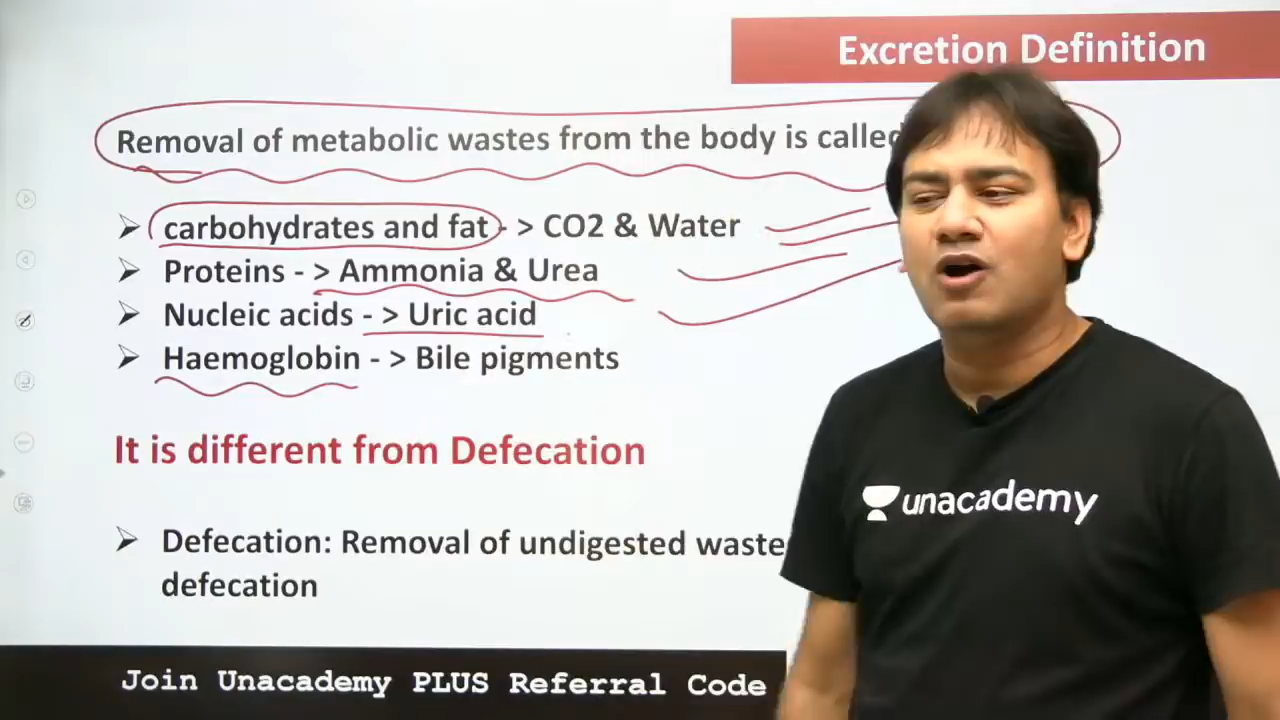 Excretion Definition
Removal of metabolic wastes from the body is called
➢ carbohydrates and fat - > CO2 & Water
➢ Proteins - > Ammonia & Urea
➢ Nucleic acids - > Uric acid
➢ Haemoglobin - > Bile pigments
It is different from Defecation
➢ Defecation: Removal of undigested waste
defecation
unacademy
Join Unacademy PLUS Referral Code